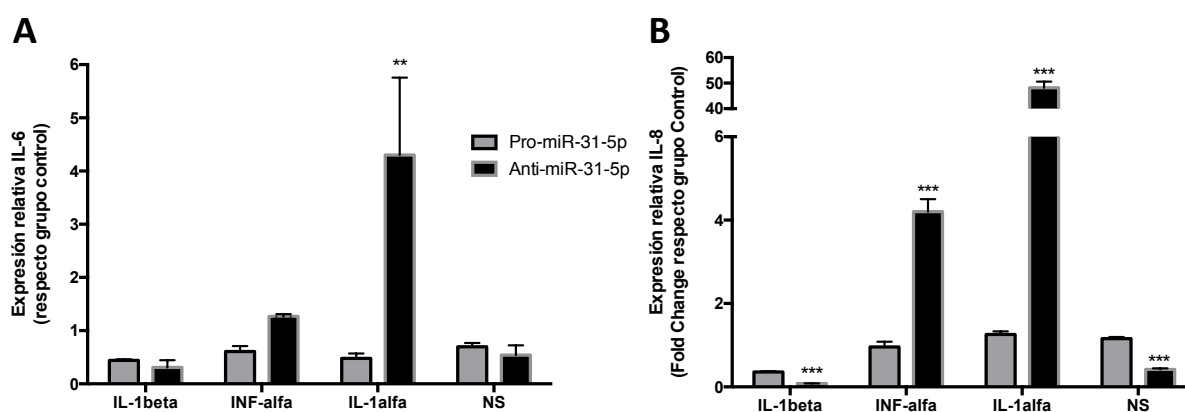 A
Expresión relativa IL-6
(respecto grupo control)
6
5
4
3
2
1
0
**
IL-1beta INF-alfa IL-1alfa NS
Pro-miR-31-5p
Anti-miR-31-5p
B
Expresión relativa IL-8
(Fold Change respecto grupo Control)
60
50
40
6
4
2
0
***
***
***
***
IL-1beta INF-alfa IL-1alfa NS